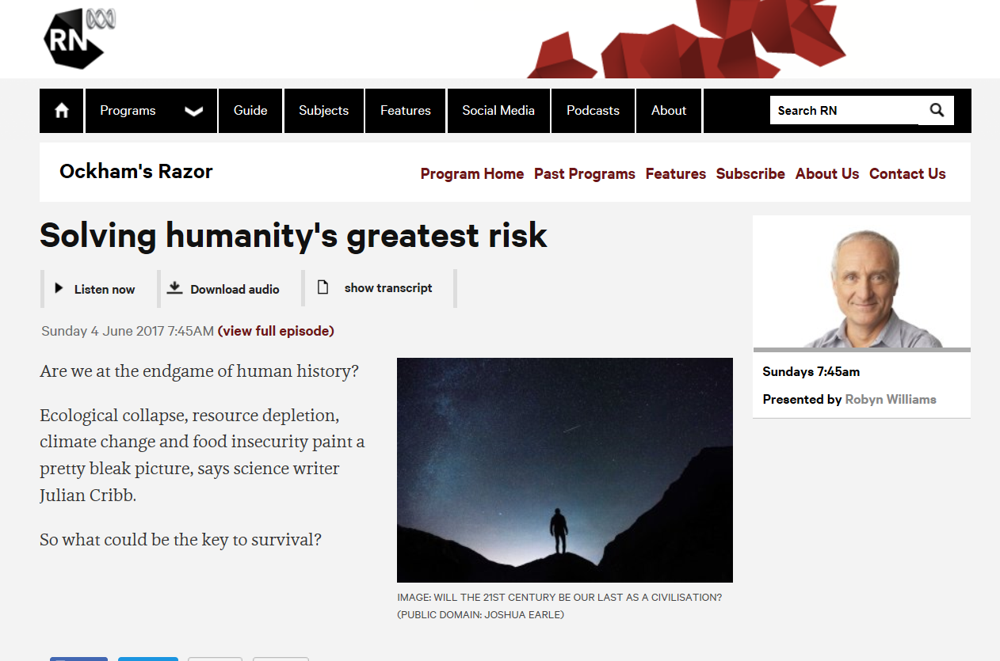 RN
Programs
Guide
Subjects
Features
Social Media
Podcasts
About
Search RN
Ockham's Razor
Program Home Past Programs Features Subscribe About Us Contact Us
Solving humanity's greatest risk
Listen now
Download audio
show transcript
Sunday 4 June 2017 7:45AM (view full episode)
Are we at the endgame of human history?
Ecological collapse, resource depletion,
climate change and food insecurity paint a
pretty bleak picture, says science writer
Julian Cribb.
So what could be the key to survival?
IMAGE: WILL THE 21ST CENTURY BE OUR LAST AS A CIVILISATION?
(PUBLIC DOMAIN: JOSHUA EARLE)
Sundays 7:45am
Presented by Robyn Williams